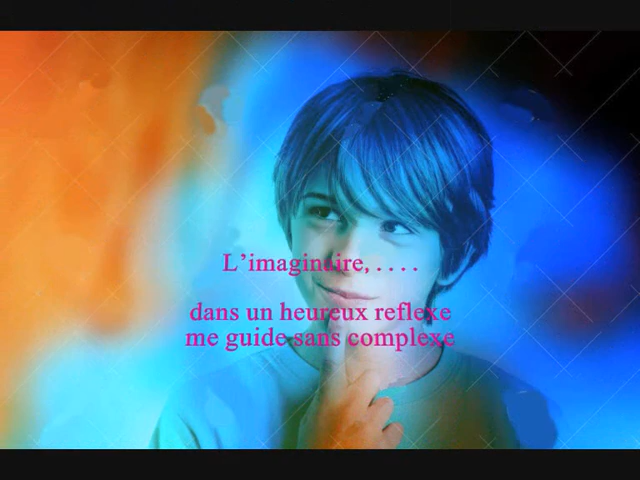 L'imaginaire, . . . .
dans un heureux reflexe
me guide sans complexe